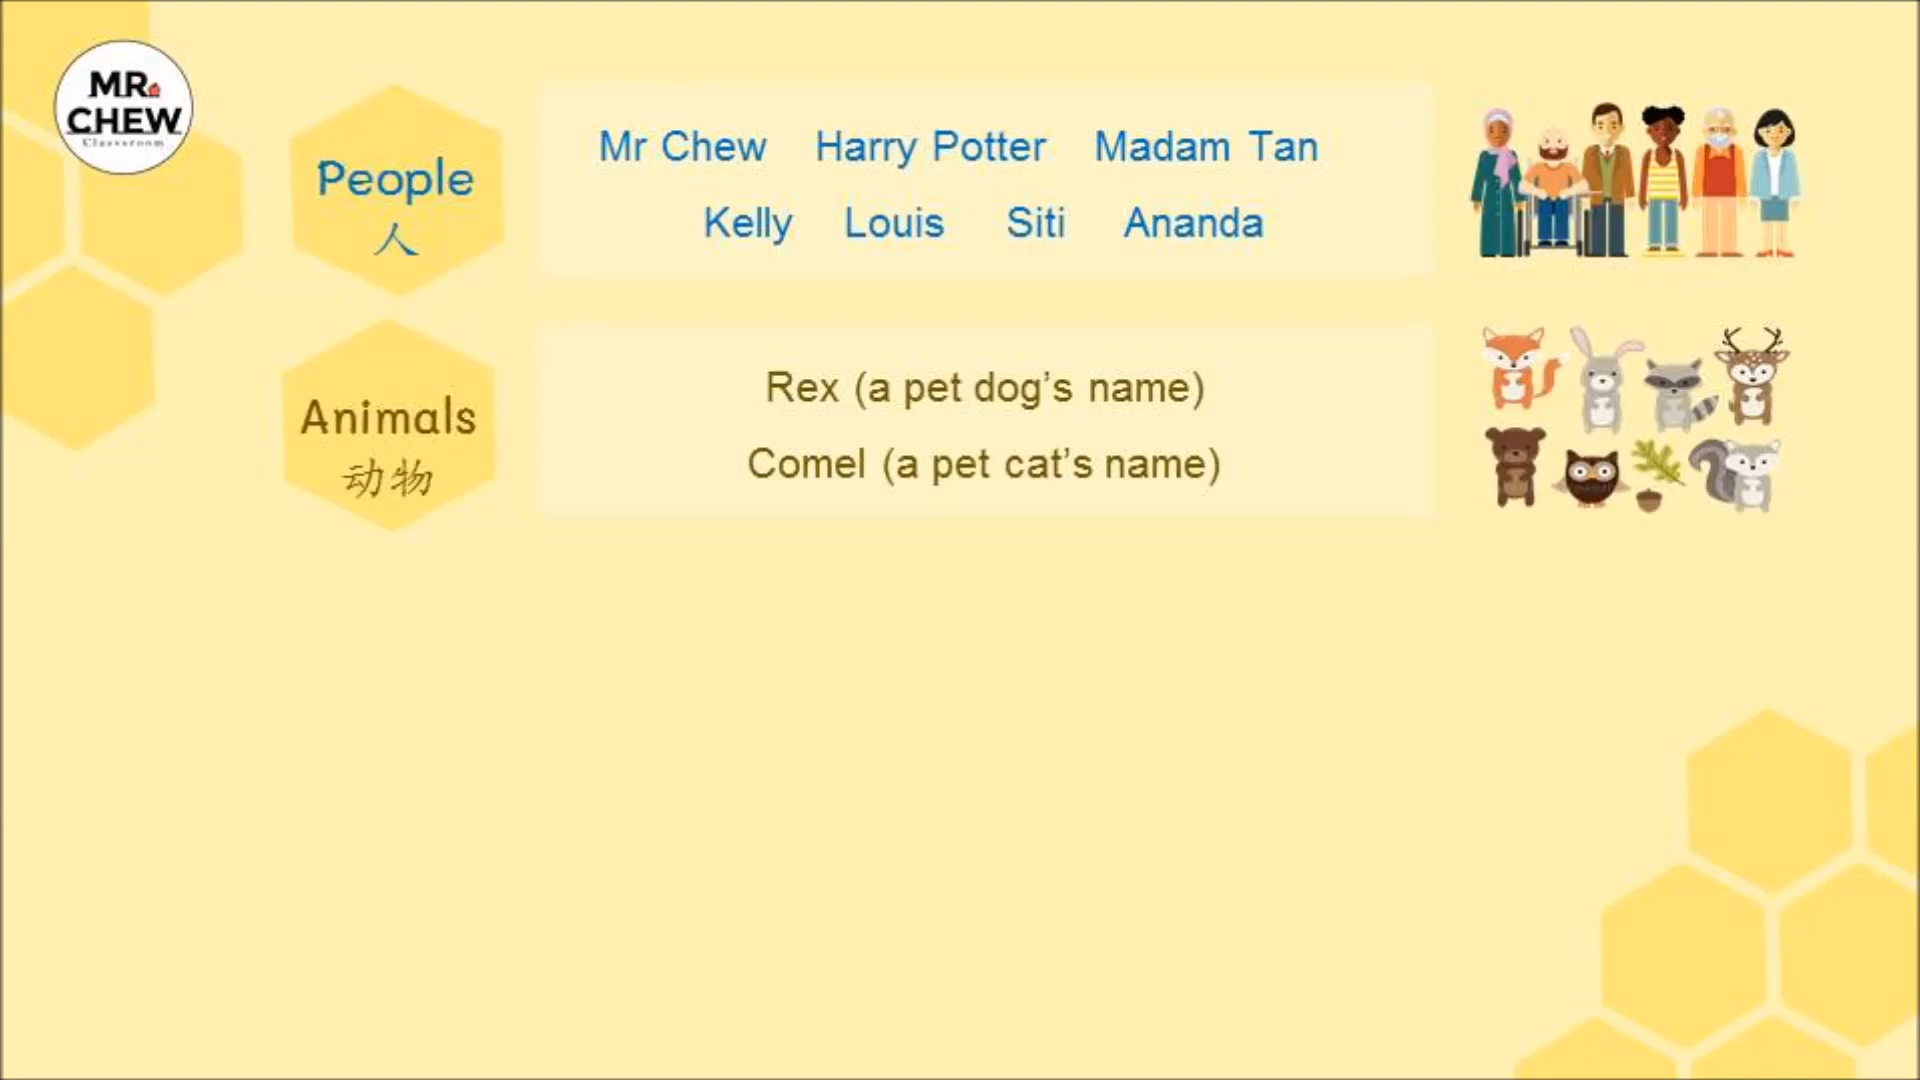 MR.
CHEW
Classroom
People
人
Mr Chew Harry Potter Madam Tan
Kelly Louis Siti Ananda
Animals
动物
Rex (a pet dog’s name)
Comel (a pet cat’s name)